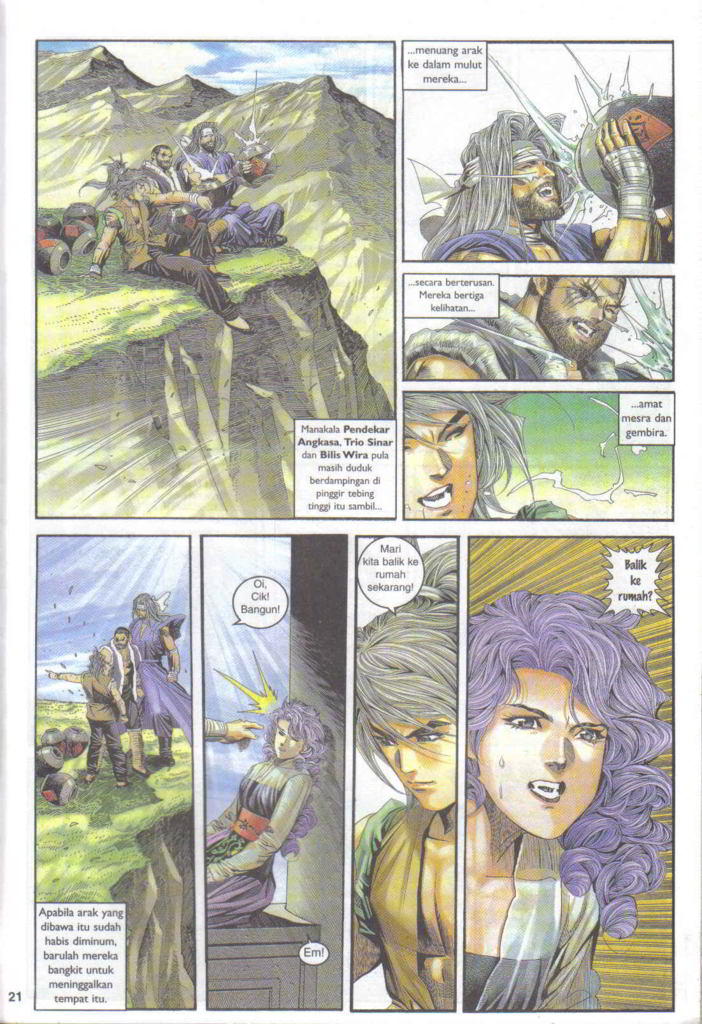 Manakala Pendekar
Angkasa, Trio Sinar
dan Bilis Wira pula
masih duduk
berdampingan di
pinggir tebing
tinggi itu sambil...
...menuang arak
ke dalam mulut
mereka...
...secara berterusan.
Mereka bertiga
kelihatan...
...amat
mesra dan
gembira.
Apabila arak yang
dibawa itu sudah
habis diminum,
barulah mereka
bangkit untuk
meninggalkan
tempat itu.
Oi,
Cik!
Bangun!
Em!
Mari
kita balik ke
rumah
sekarang!
Balik
ke
rumah?
21